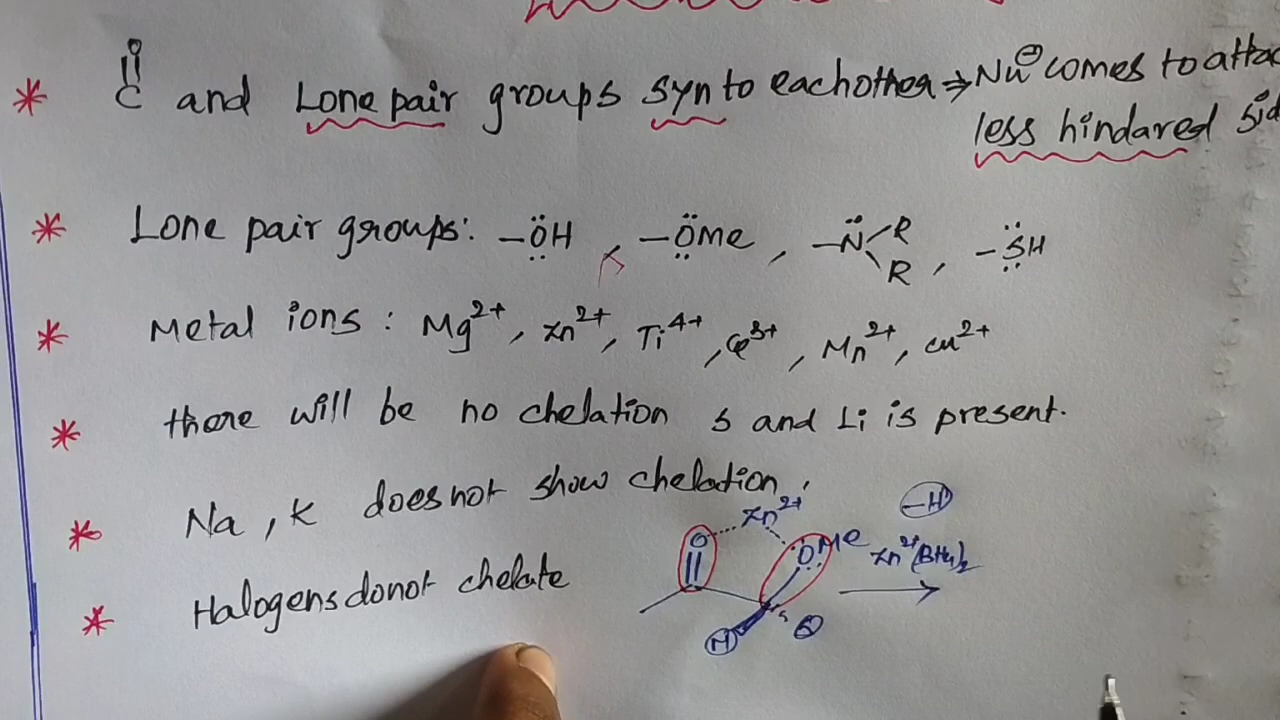 * O
C and Lone pair groups syn to eachother ⇒ Nu⊖ comes to attac
less hindared sid
* Lone pair groups: –ÖH, –ÖMe, –N R R, –SH
* Metal ions : Mg2+, Zn2+, Ti4+, Ce3+, Mn2+, cu2+
* there will be no chelation s and Li is present.
* Na, K doesnot show chelation,
* Halogens donot chelate
Zn2+ –H
O OMe Zn2+(BH4)2
H